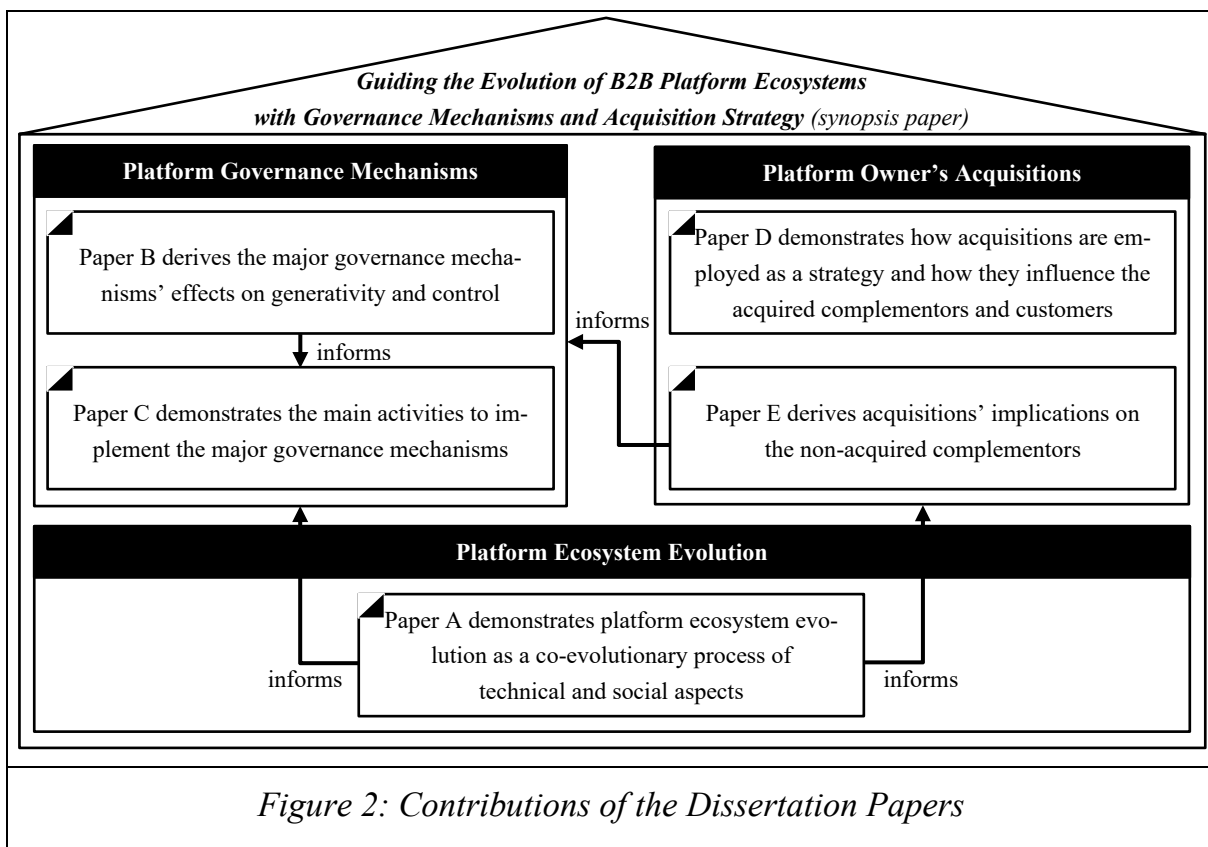 Guiding the Evolution of B2B Platform Ecosystems
with Governance Mechanisms and Acquisition Strategy (synopsis paper)
Platform Governance Mechanisms
Paper B derives the major governance mecha-
nisms’ effects on generativity and control
informs
Paper C demonstrates the main activities to im-
plement the major governance mechanisms
informs
Platform Owner’s Acquisitions
Paper D demonstrates how acquisitions are em-
ployed as a strategy and how they influence the
acquired complementors and customers
Paper E derives acquisitions’ implications on
the non-acquired complementors
Platform Ecosystem Evolution
Paper A demonstrates platform ecosystem evo-
lution as a co-evolutionary process of
technical and social aspects
informs
informs
Figure 2: Contributions of the Dissertation Papers